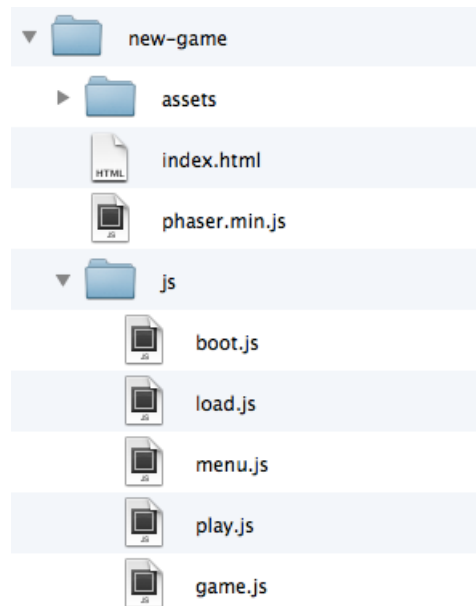 new-game
assets
HTML
index.html
JS
phaser.min.js
js
JS
boot.js
JS
load.js
JS
menu.js
JS
play.js
JS
game.js